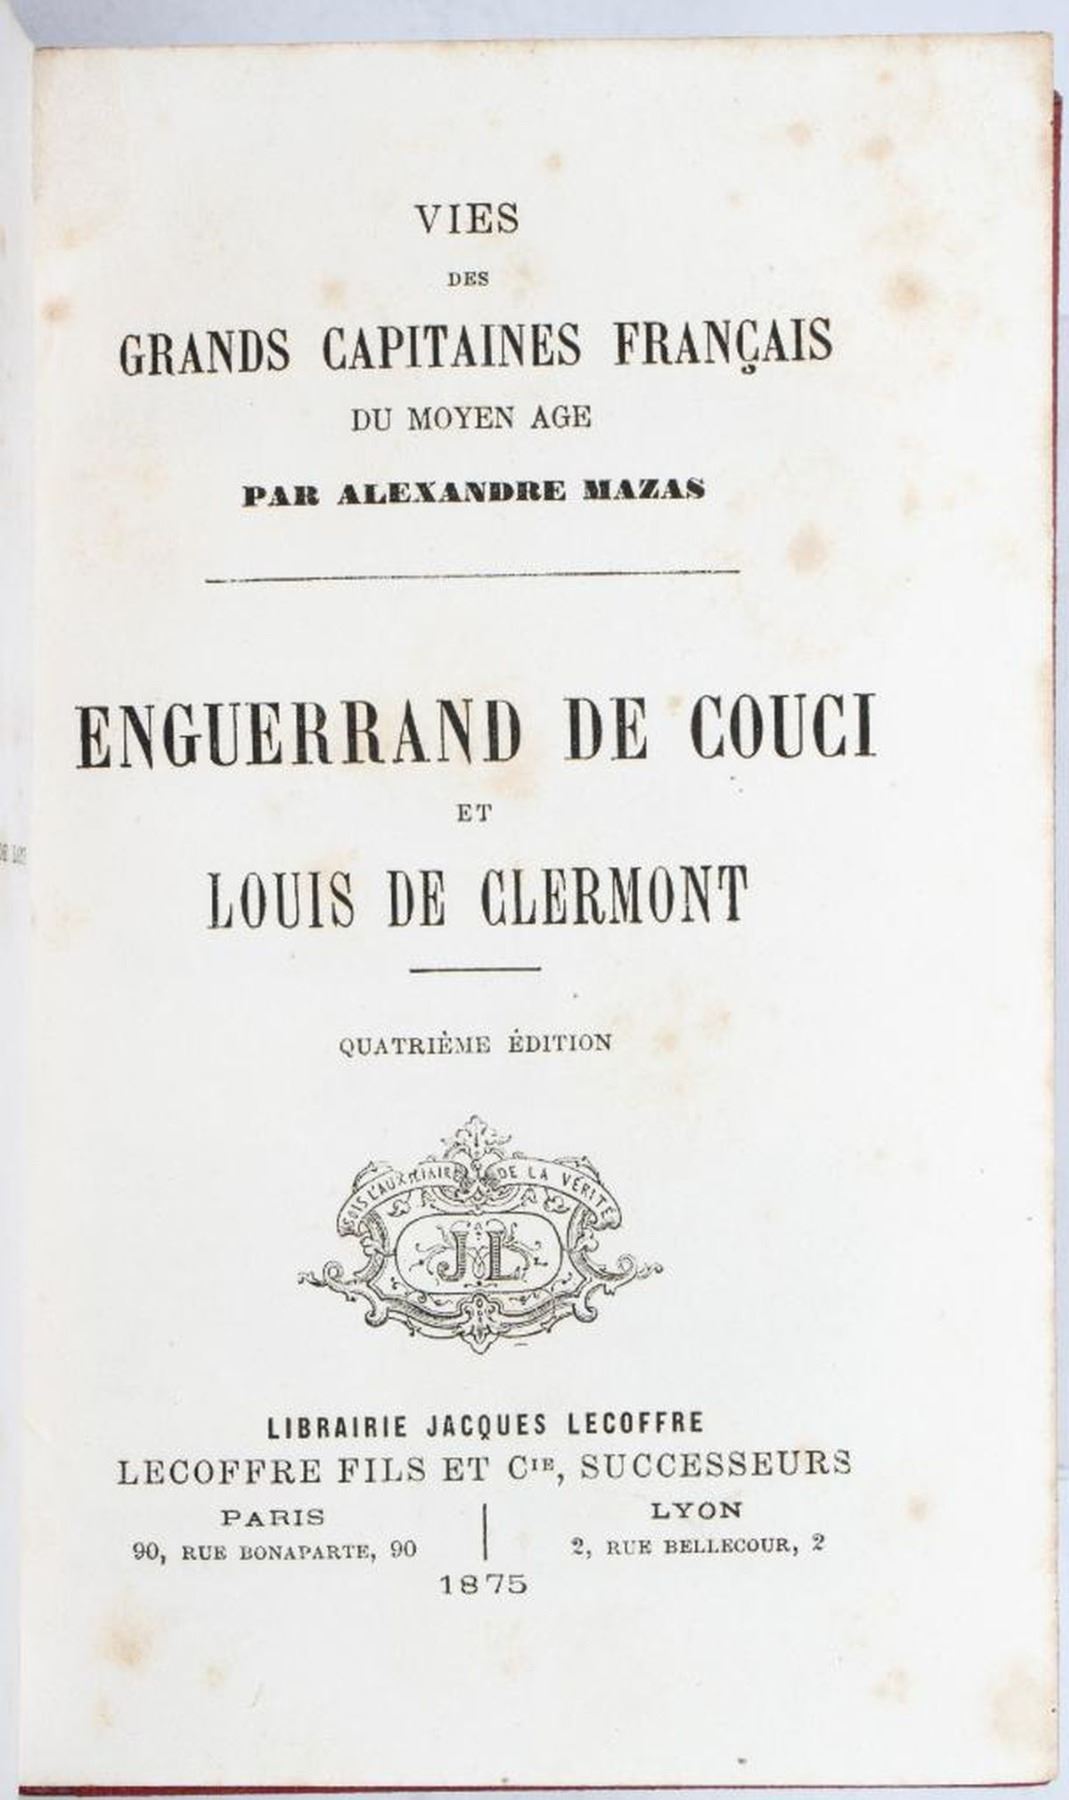 VIES
DES
GRANDS CAPITAINES FRANÇAIS
DU MOYEN AGE
PAR ALEXANDRE MAZAS
ENGUERRAND DE COUCI
ET
LOUIS DE CLERMONT
QUATRIÈME ÉDITION
SOIS L'AUXILIAIRE DE LA VÉRITÉ
JL
LIBRAIRIE JACQUES LECOFFRE
LECOFFRE FILS ET CIE, SUCCESSEURS
PARIS
90, RUE BONAPARTE, 90
LYON
2, RUE BELLECOUR, 2
1875